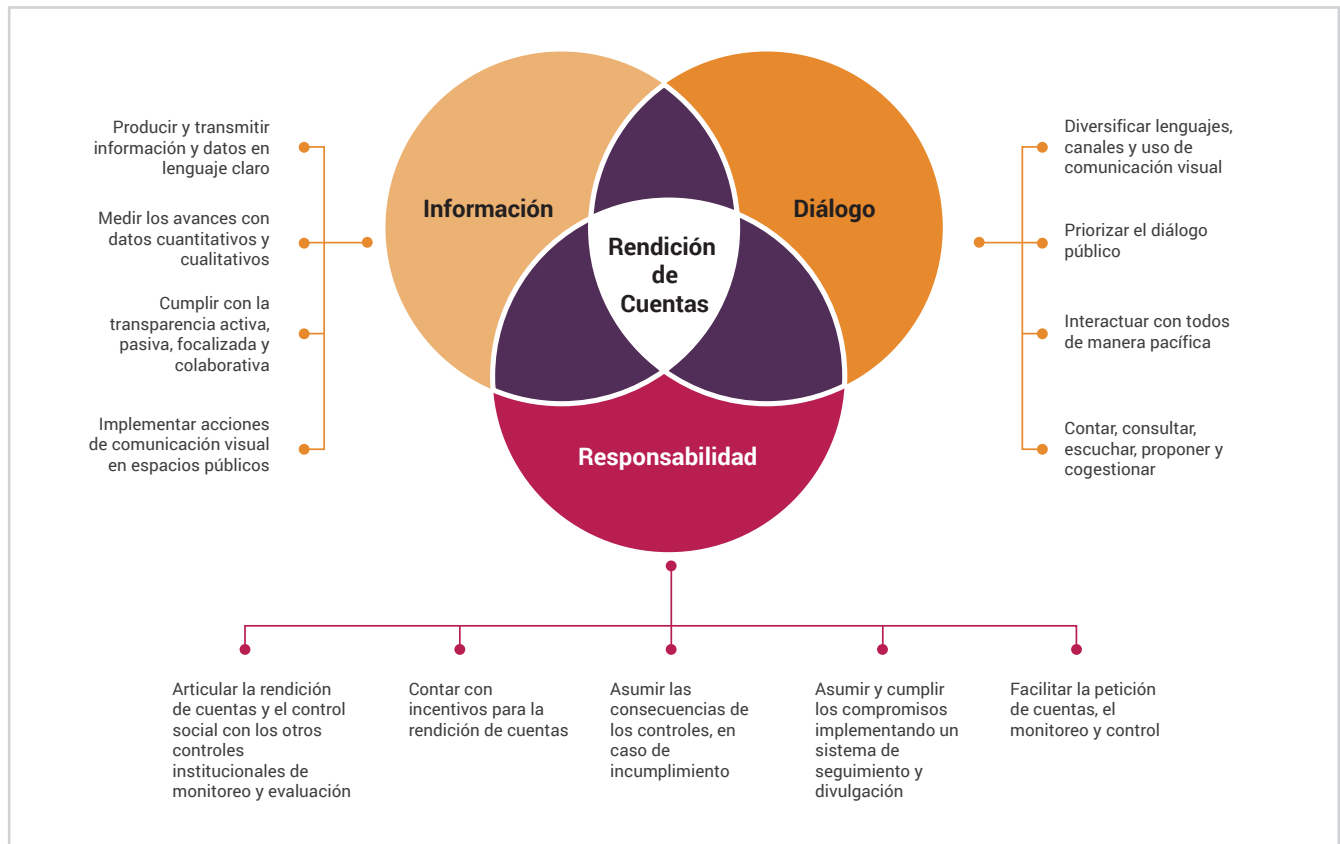 Producir y transmitir
información y datos en
lenguaje claro
Medir los avances con
datos cuantitativos y
cualitativos
Cumplir con la
transparencia activa,
pasiva, focalizada y
colaborativa
Implementar acciones
de comunicación visual
en espacios públicos
Información
Diálogo
Rendición
de
Cuentas
Responsabilidad
Diversificar lenguajes,
canales y uso de
comunicación visual
Priorizar el diálogo
público
Interactuar con todos
de manera pacífica
Contar, consultar,
escuchar, proponer y
cogestionar
Articular la rendición
de cuentas y el control
social con los otros
controles
institucionales de
monitoreo y evaluación
Contar con
incentivos para la
rendición de cuentas
Asumir las
consecuencias de
los controles, en
caso de
incumplimiento
Asumir y cumplir
los compromisos
implementando un
sistema de
seguimiento y
divulgación
Facilitar la petición
de cuentas, el
monitoreo y control